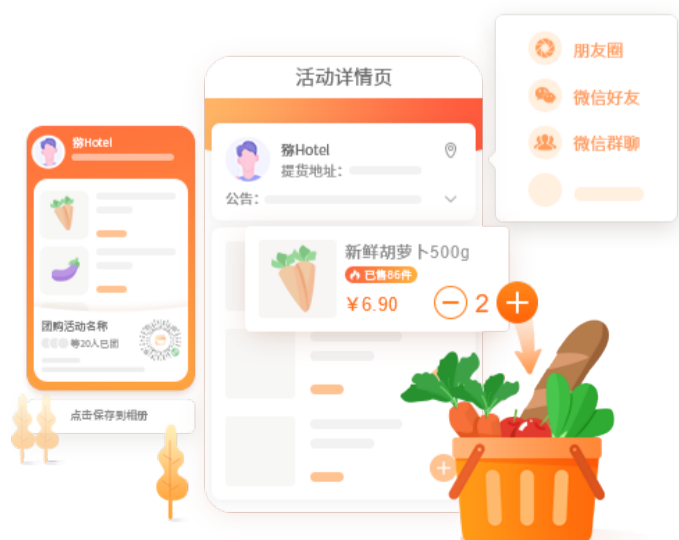 活动详情页
猕Hotel
提货地址：
公告：
新鲜胡萝卜500g
已售86件
¥6.90
2
朋友圈
微信好友
微信群聊
猕Hotel
团购活动名称
等20人已团
点击保存到相册